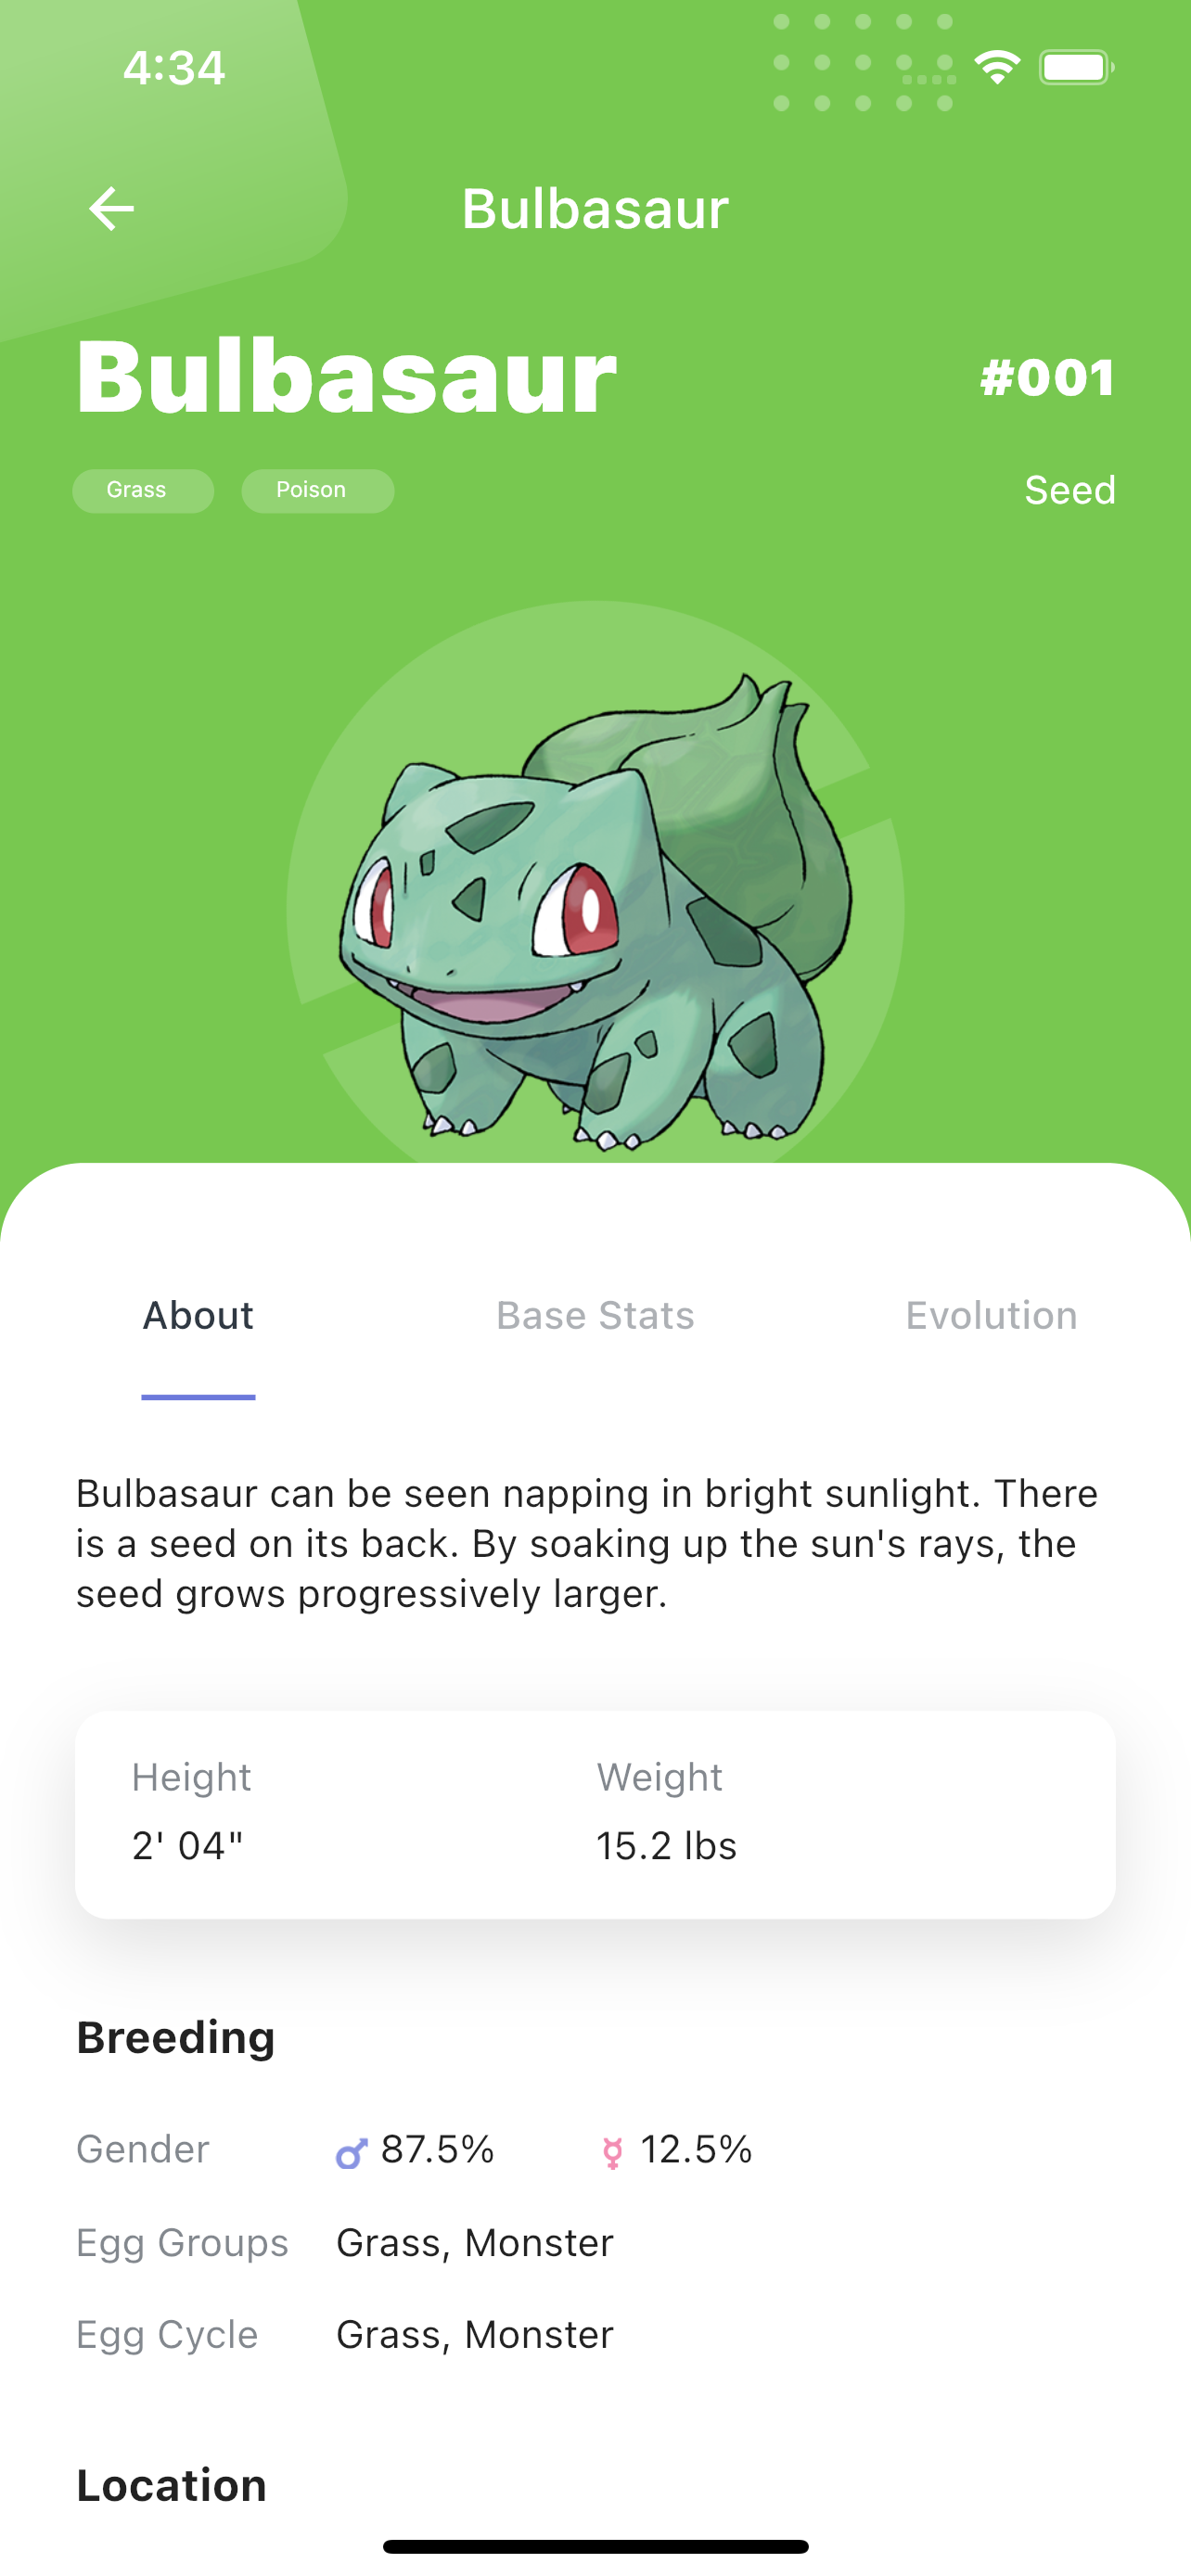 4:34
Bulbasaur
Bulbasaur
#001
Grass
Poison
Seed
About
Base Stats
Evolution
Bulbasaur can be seen napping in bright sunlight. There
is a seed on its back. By soaking up the sun's rays, the
seed grows progressively larger.
Height
Weight
2' 04"
15.2 lbs
Breeding
Gender
87.5%
12.5%
Egg Groups
Grass, Monster
Egg Cycle
Grass, Monster
Location